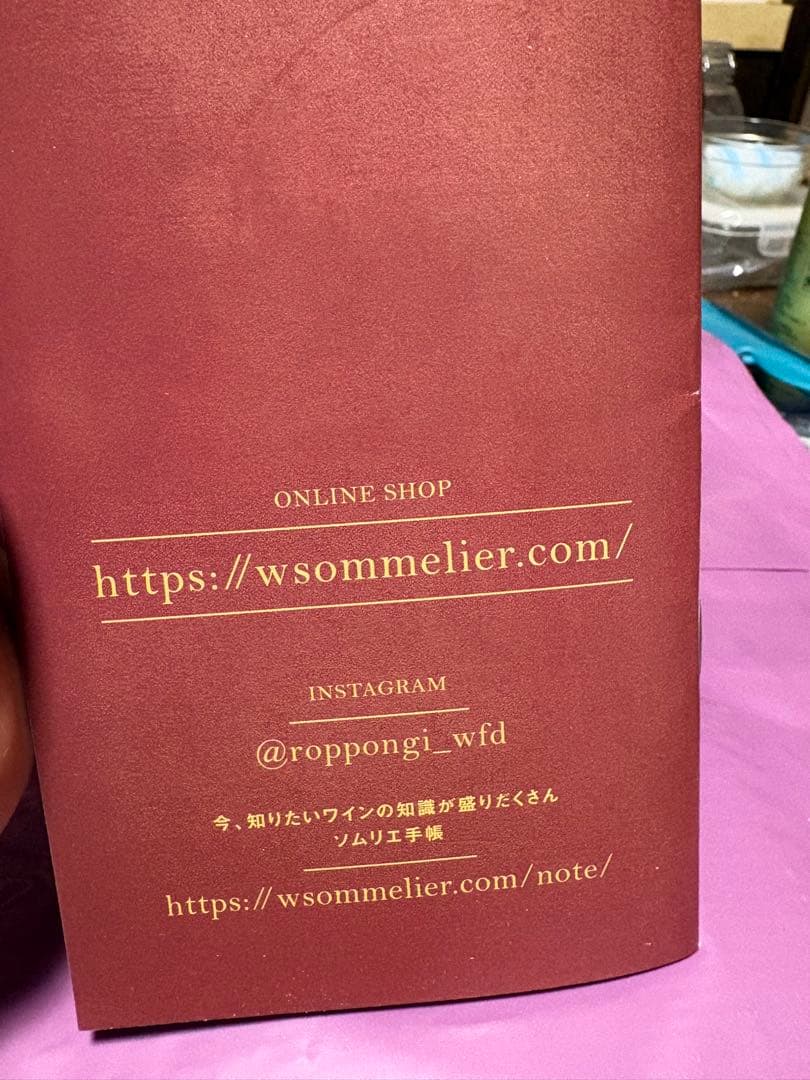 ONLINE SHOP
https://wsommelier.com/
INSTAGRAM
@roppongi_wfd
今、知りたいワインの知識が盛りだくさん
ソムリエ手帳
https://wsommelier.com/note/